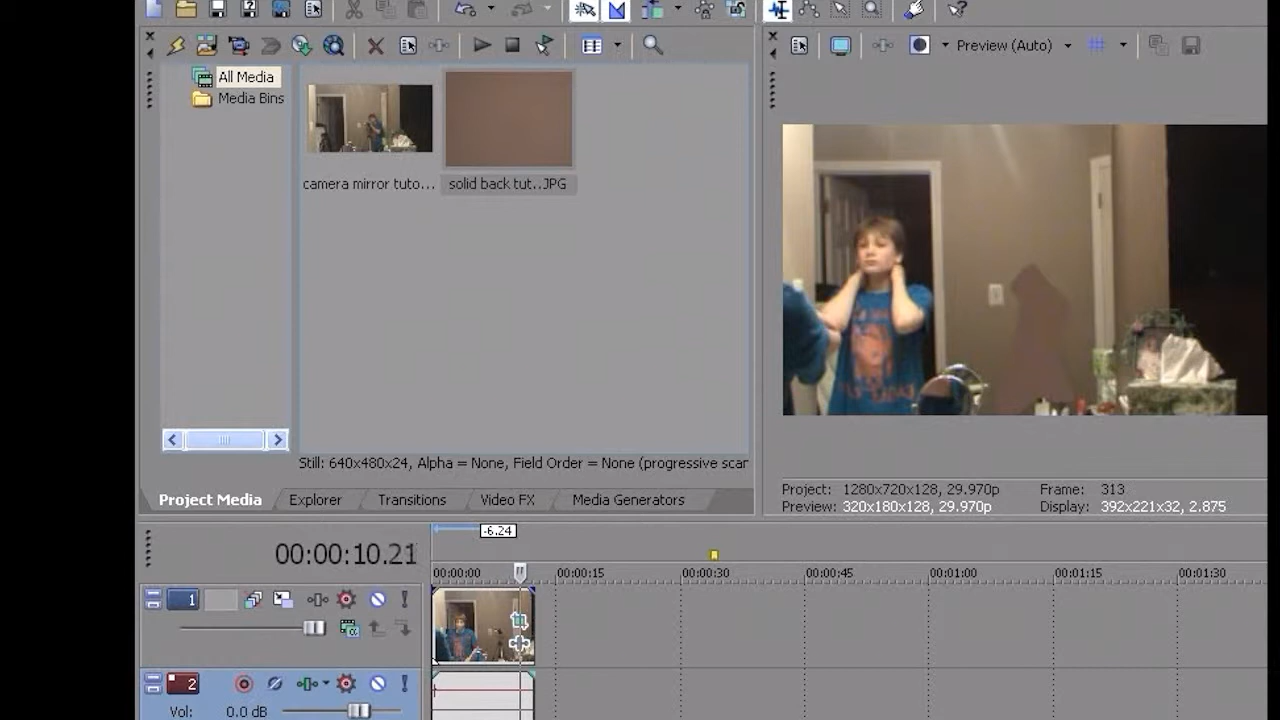 Preview (Auto)
All Media
Media Bins
camera mirror tuto...
solid back tut..JPG
Still: 640x480x24, Alpha = None, Field Order = None (progressive scar
Project Media
Explorer
Transitions
Video FX
Media Generators
Project: 1280x720x128, 29.970p
Frame: 313
Preview: 320x180x128, 29.970p
Display: 392x221x32, 2.875
-6.24
00:00:10.21
00:00:00
00:00:15
00:00:30
00:00:45
00:01:00
00:01:15
00:01:30
1
2
Vol: 0.0 dB